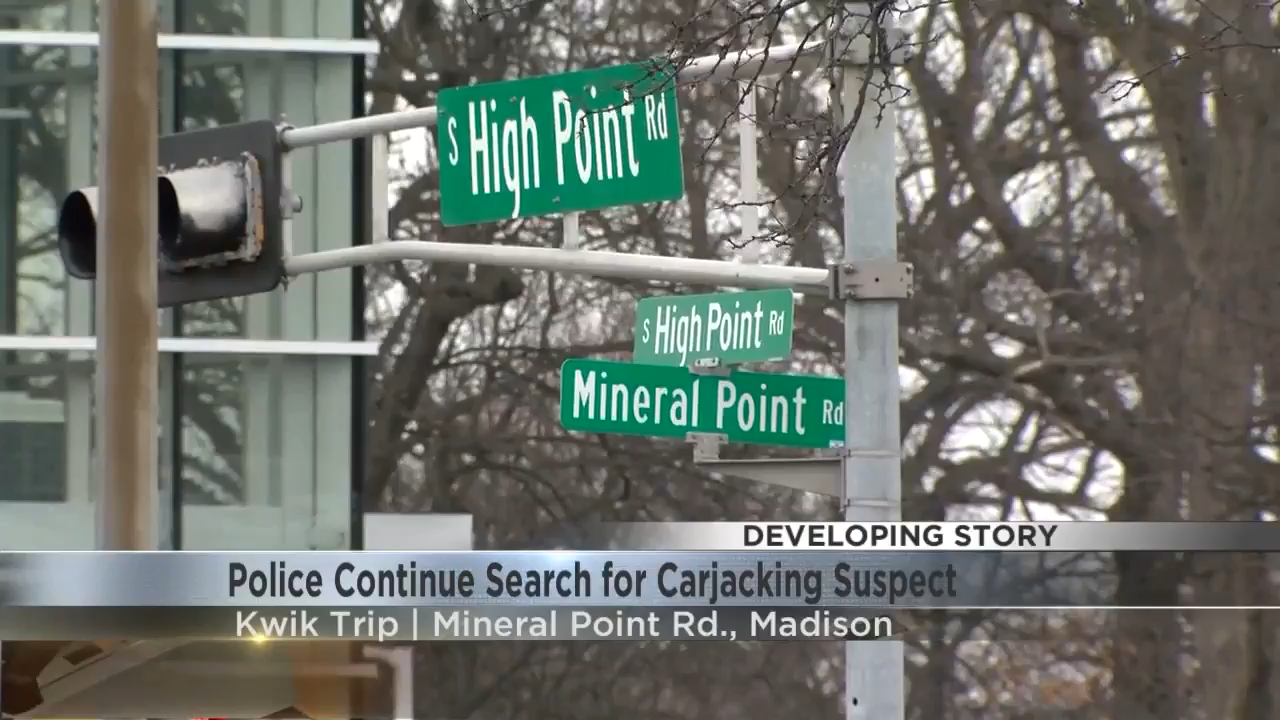 S High Point Rd
S High Point Rd
Mineral Point Rd
DEVELOPING STORY
Police Continue Search for Carjacking Suspect
Kwik Trip | Mineral Point Rd., Madison